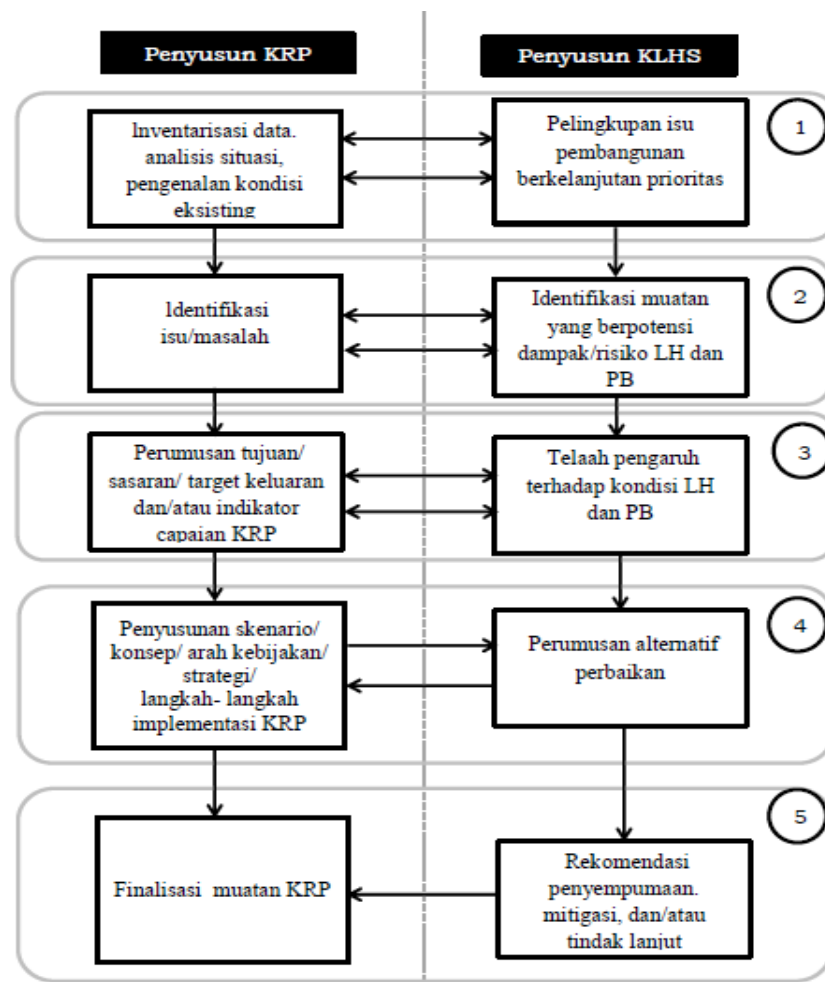 Penyusun KRP
Penyusun KLHS
Inventarisasi data.
analisis situasi,
pengenalan kondisi
eksisting
Pelingkupan isu
pembangunan
berkelanjutan prioritas
1
Identifikasi
isu/masalah
Identifikasi muatan
yang berpotensi
dampak/risiko LH dan
PB
2
Perumusan tujuan/
sasaran/ target keluaran
dan/atau indikator
capaian KRP
Telaah pengaruh
terhadap kondisi LH
dan PB
3
Penyusunan skenario/
konsep/ arah kebijakan/
strategi/
langkah- langkah
implementasi KRP
Perumusan alternatif
perbaikan
4
Finalisasi muatan KRP
Rekomendasi
penyempumaan.
mitigasi, dan/atau
tindak lanjut
5